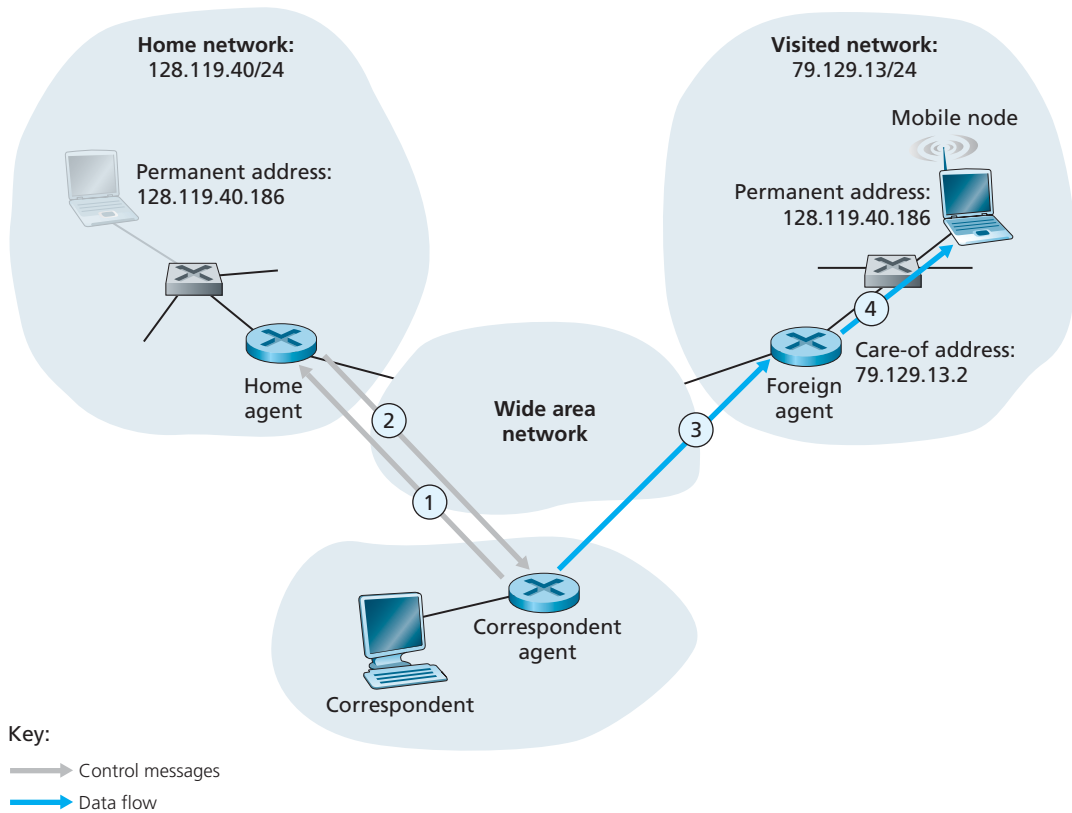 Home network:
128.119.40/24
Visited network:
79.129.13/24
Mobile node
Permanent address:
128.119.40.186
Permanent address:
128.119.40.186
4
Home
agent
Care-of address:
79.129.13.2
Foreign
agent
Wide area
network
2
3
1
Correspondent
agent
Correspondent
Key:
Control messages
Data flow